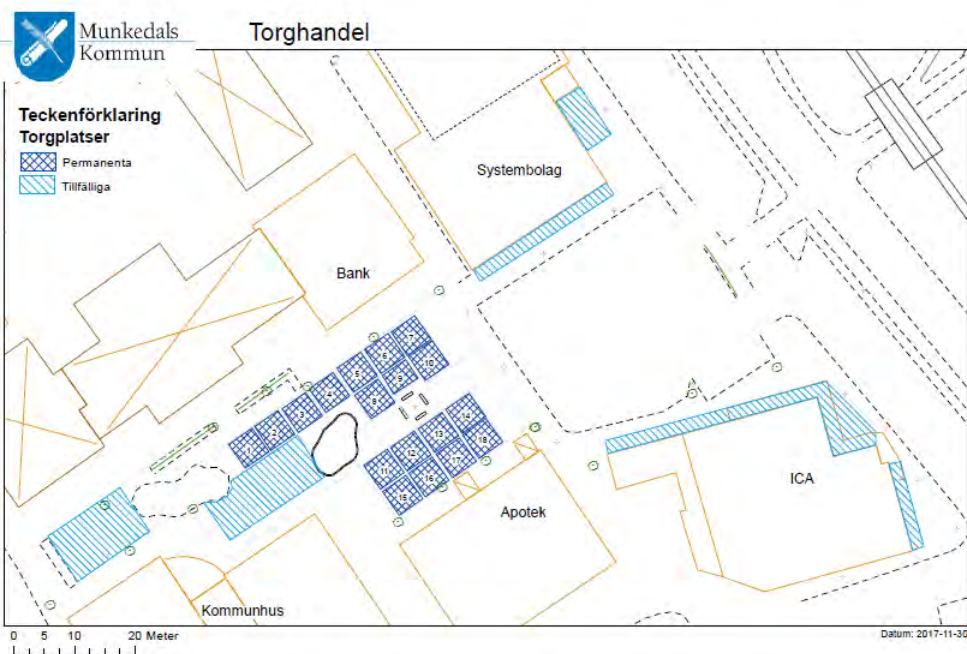 Munkedals
Kommun
Torghandel
Teckenförklaring
Torgplatser
Permanenta
Tillfälliga
Systembolag
Bank
7
6
10
5
9
4
8
3
2
1
14
13
18
12
17
11
16
15
ICA
Apotek
Kommunhus
0 5 10 20 Meter
Datum: 2017-11-30